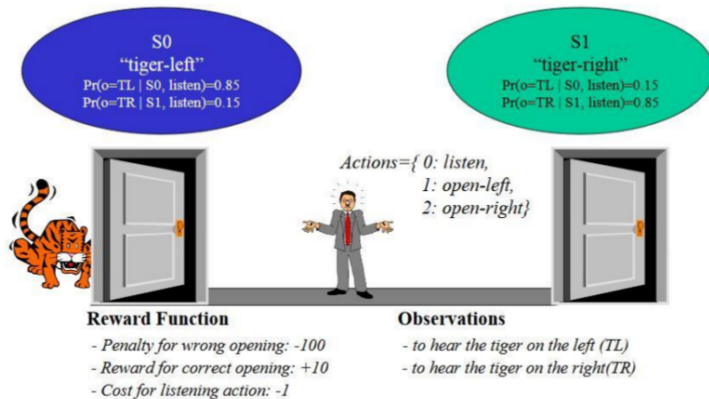 S0
“tiger-left”
Pr(o=TL | S0, listen)=0.85
Pr(o=TR | S1, listen)=0.15
S1
“tiger-right”
Pr(o=TL | S0, listen)=0.15
Pr(o=TR | S1, listen)=0.85
Actions={ 0: listen,
1: open-left,
2: open-right}
Reward Function
- Penalty for wrong opening: -100
- Reward for correct opening: +10
- Cost for listening action: -1
Observations
- to hear the tiger on the left (TL)
- to hear the tiger on the right(TR)